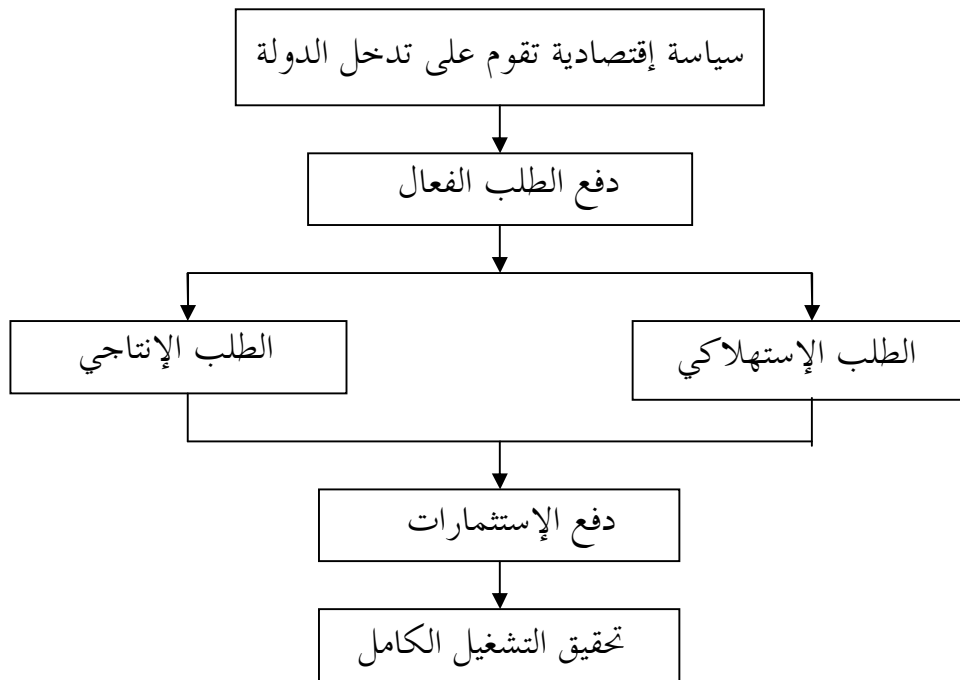 سياسة إقتصادية تقوم على تدخل الدولة
دفع الطلب الفعال
الطلب الإستهلاكي
الطلب الإنتاجي
دفع الإستثمارات
تحقيق التشغيل الكامل